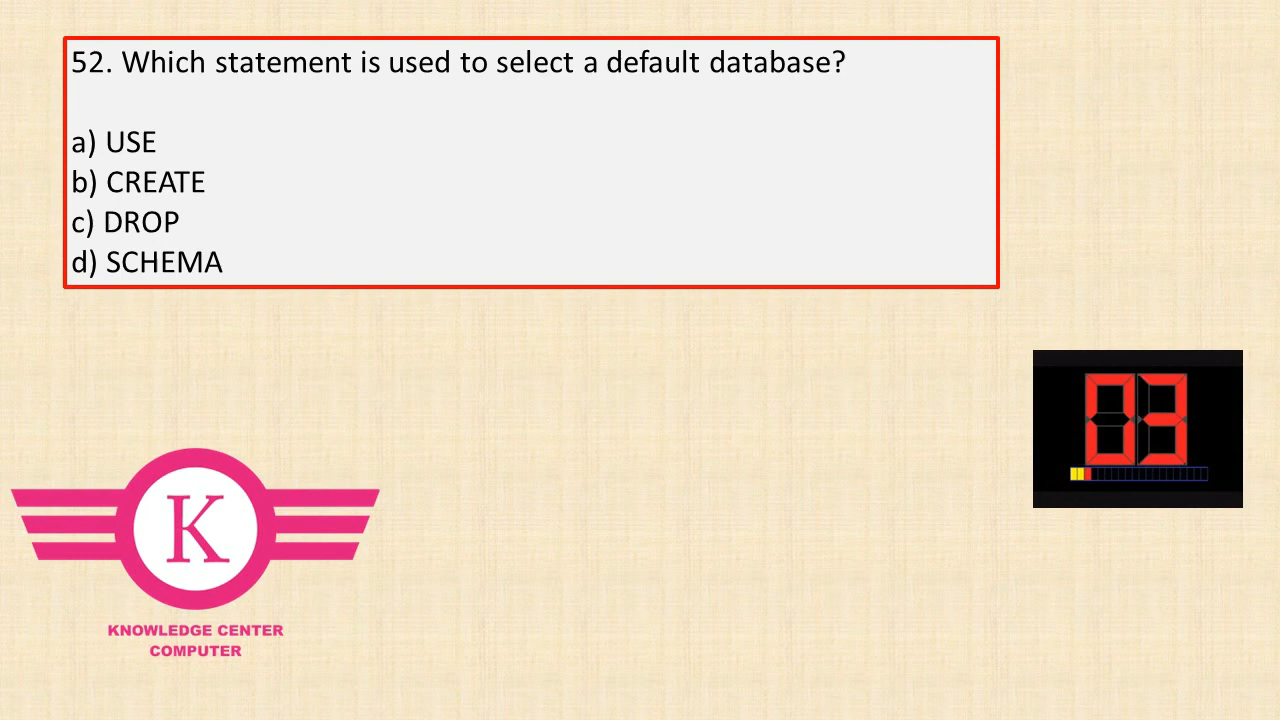 52. Which statement is used to select a default database?
a) USE
b) CREATE
c) DROP
d) SCHEMA
03
K
KNOWLEDGE CENTER
COMPUTER